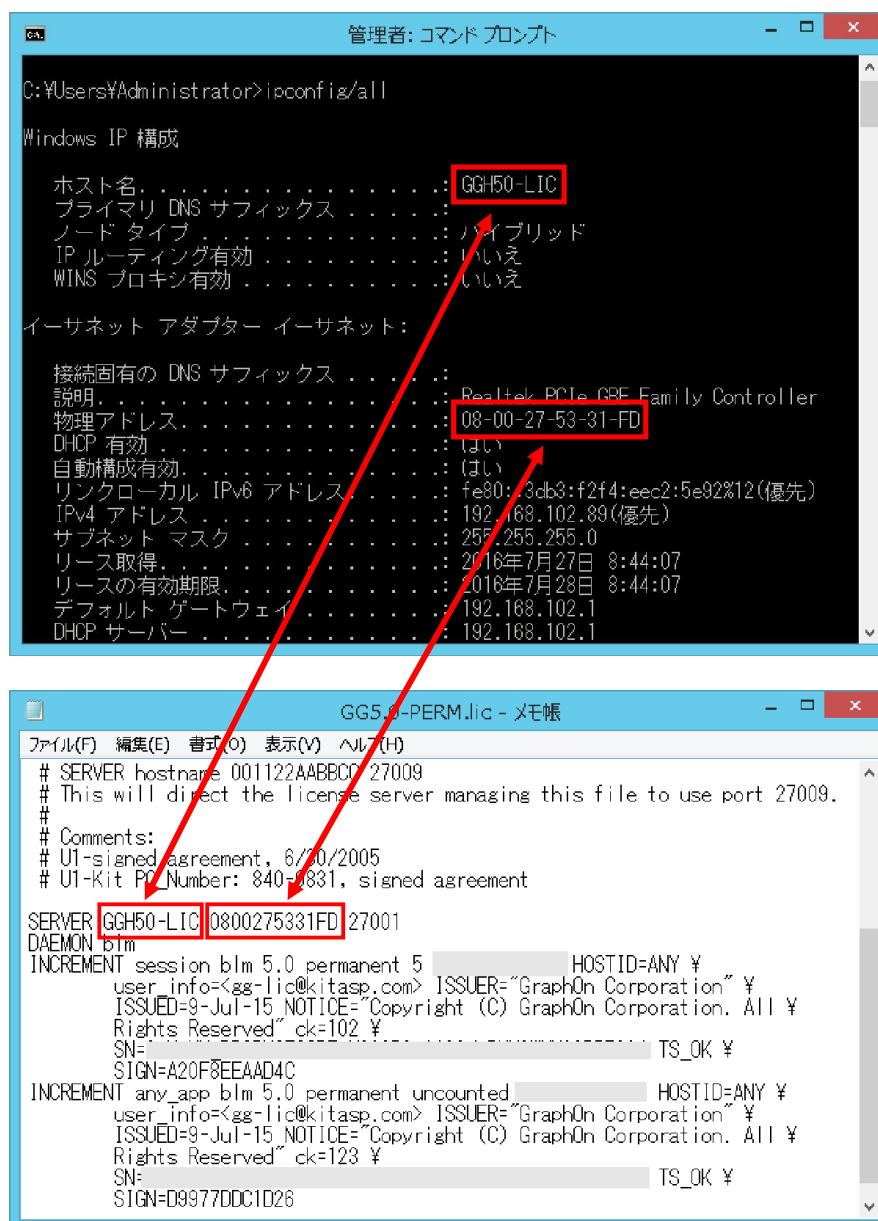 管理者: コマンド プロンプト
C:¥Users¥Administrator>ipconfig/all
Windows IP 構成
ホスト名. . . . . . . . . . . . . . .: GGH50-LIC
プライマリ DNS サフィックス . . . . .:
ノード タイプ . . . . . . . . . . . .: ハイブリッド
IP ルーティング有効 . . . . . . . . .: いいえ
WINS プロキシ有効 . . . . . . . . . .: いいえ
イーサネット アダプター イーサネット:
接続固有の DNS サフィックス . . . . .:
説明. . . . . . . . . . . . . . . . .: Realtek PCIe GBE Family Controller
物理アドレス. . . . . . . . . . . . .: 08-00-27-53-31-FD
DHCP 有効 . . . . . . . . . . . . . .: はい
自動構成有効. . . . . . . . . . . . .: はい
リンクローカル IPv6 アドレス. . . . .: fe80::3db3:f2f4:eec2:5e92%12(優先)
IPv4 アドレス . . . . . . . . . . . .: 192.168.102.89(優先)
サブネット マスク . . . . . . . . . .: 255.255.255.0
リース取得. . . . . . . . . . . . . .: 2016年7月27日 8:44:07
リースの有効期限. . . . . . . . . . .: 2016年7月28日 8:44:07
デフォルト ゲートウェイ . . . . . . .: 192.168.102.1
DHCP サーバー . . . . . . . . . . . .: 192.168.102.1
GG5.0-PERM.lic - メモ帳
ファイル(F) 編集(E) 書式(O) 表示(V) ヘルプ(H)
# SERVER hostname 001122AABBCC 27009
# This will direct the license server managing this file to use port 27009.
#
# Comments:
# U1-signed agreement, 6/30/2005
# U1-Kit PC_Number: 840-0831, signed agreement
SERVER GGH50-LIC 0800275331FD 27001
DAEMON blm
INCREMENT session blm 5.0 permanent 5 HOSTID=ANY ¥
user_info=<gg-lic@kitasp.com> ISSUER="GraphOn Corporation" ¥
ISSUED=9-Jul-15 NOTICE="Copyright (C) GraphOn Corporation. All ¥
Rights Reserved" ck=102 ¥
SN= TS_OK ¥
SIGN=A20F8EEAAD4C
INCREMENT any_app blm 5.0 permanent uncounted HOSTID=ANY ¥
user_info=<gg-lic@kitasp.com> ISSUER="GraphOn Corporation" ¥
ISSUED=9-Jul-15 NOTICE="Copyright (C) GraphOn Corporation. All ¥
Rights Reserved" ck=123 ¥
SN= TS_OK ¥
SIGN=D9977DDC1D26